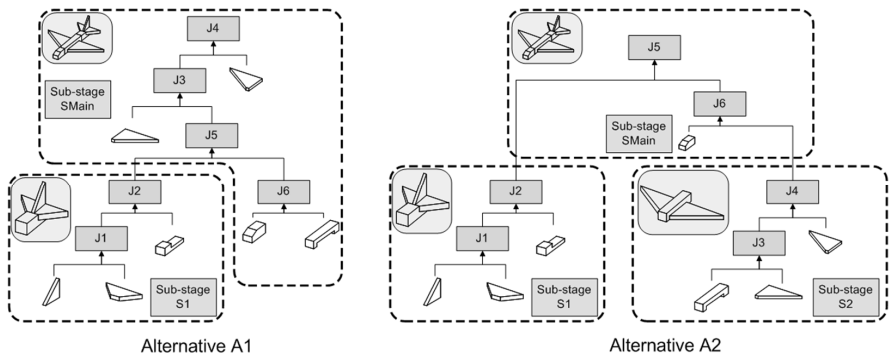 J4
J3
Sub-stage
SMain
J5
J2
J6
J1
Sub-stage
S1
Alternative A1
J5
J6
Sub-stage
SMain
J2
J4
J1
J3
Sub-stage
S1
Sub-stage
S2
Alternative A2